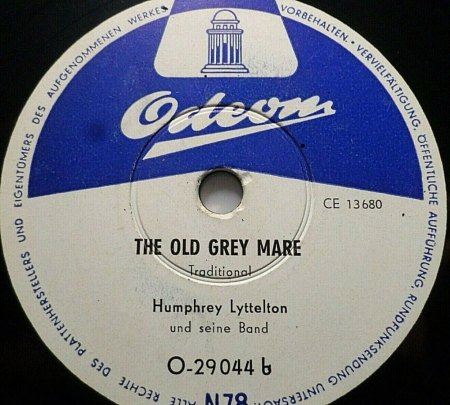 ALLE RECHTE DES PLATTENHERSTELLERS UND EIGENTÜMERS DES AUFGENOMMENEN WERKES VORBEHALTEN. • VERVIELFÄLTIGUNG, ÖFFENTLICHE AUFFÜHRUNG, RUNDFUNKSENDUNG UNTERSAGT
Odeon
CE 13680
THE OLD GREY MARE
Traditional
Humphrey Lyttelton
und seine Band
O-29044 b
N78